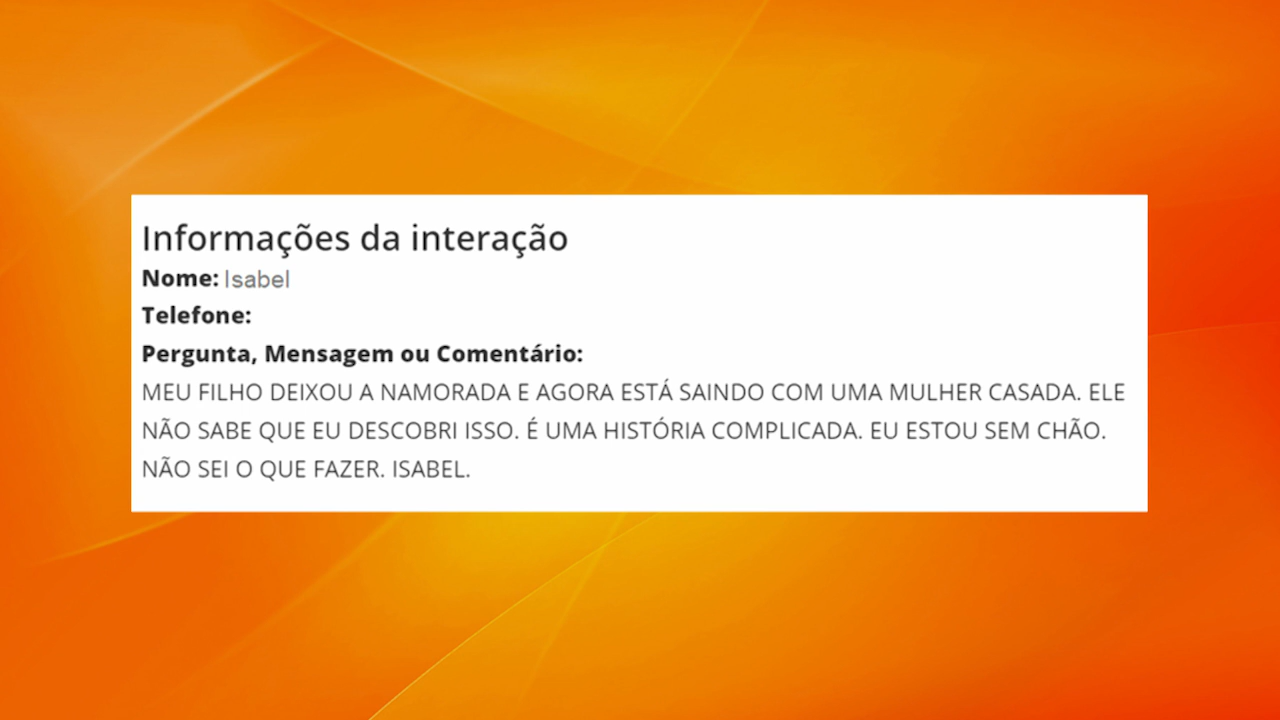 Informações da interação
Nome: Isabel
Telefone:
Pergunta, Mensagem ou Comentário:
MEU FILHO DEIXOU A NAMORADA E AGORA ESTÁ SAINDO COM UMA MULHER CASADA. ELE
NÃO SABE QUE EU DESCOBRI ISSO. É UMA HISTÓRIA COMPLICADA. EU ESTOU SEM CHÃO.
NÃO SEI O QUE FAZER. ISABEL.